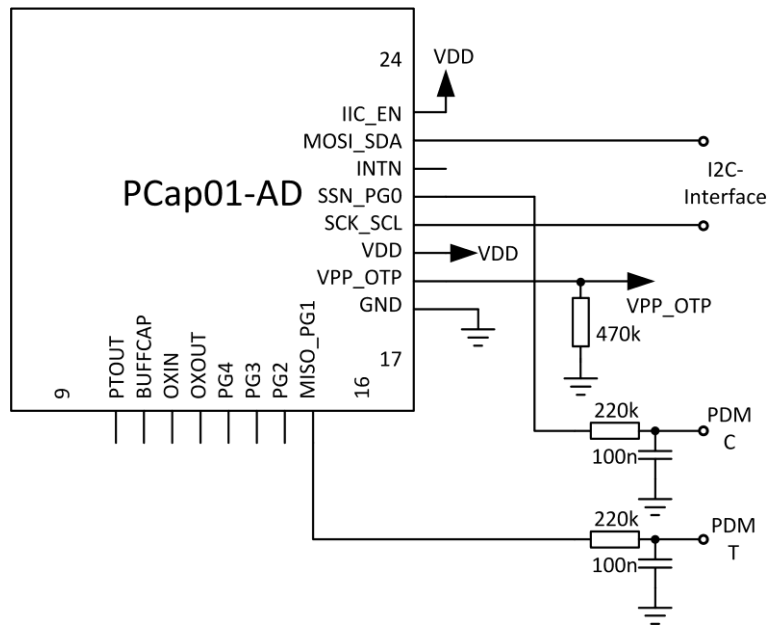 24
VDD
IIC_EN
MOSI_SDA
I2C-
Interface
INTN
PCap01-AD
SSN_PG0
SCK_SCL
VDD
VDD
VPP_OTP
VPP_OTP
GND
470k
17
PTOUT
BUFFCAP
OXIN
OXOUT
PG4
PG3
PG2
MISO_PG1
9
16
220k
PDM
C
100n
220k
PDM
T
100n